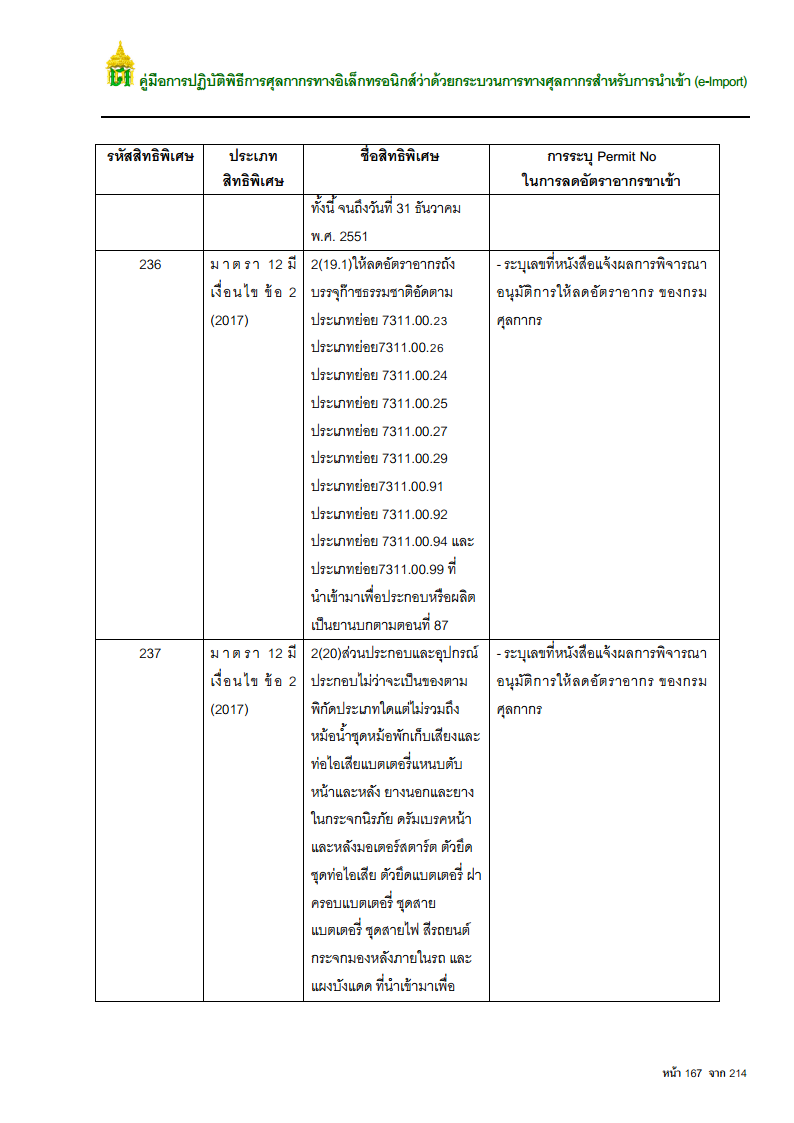 คู่มือการปฏิบัติพิธีการศุลกากรทางอิเล็กทรอนิกส์ว่าด้วยกระบวนการทางศุลกากรสำหรับการนำเข้า (e-Import)
รหัสสิทธิพิเศษ
ประเภท
สิทธิพิเศษ
ชื่อสิทธิพิเศษ
การระบุ Permit No
ในการลดอัตราอากรขาเข้า
ทั้งนี้ จนถึงวันที่ 31 ธันวาคม
พ.ศ. 2551
236
มาตรา 12 มี
เงื่อนไข ข้อ 2
(2017)
2(19.1)ให้ลดอัตราอากรถัง
บรรจุก๊าซธรรมชาติอัดตาม
ประเภทย่อย 7311.00.23
ประเภทย่อย7311.00.26
ประเภทย่อย 7311.00.24
ประเภทย่อย 7311.00.25
ประเภทย่อย 7311.00.27
ประเภทย่อย 7311.00.29
ประเภทย่อย7311.00.91
ประเภทย่อย 7311.00.92
ประเภทย่อย 7311.00.94 และ
ประเภทย่อย7311.00.99 ที่
นำเข้ามาเพื่อประกอบหรือผลิต
เป็นยานบกตามตอนที่ 87
- ระบุเลขที่หนังสือแจ้งผลการพิจารณา
อนุมัติการให้ลดอัตราอากร ของกรม
ศุลกากร
237
มาตรา 12 มี
เงื่อนไข ข้อ 2
(2017)
2(20)ส่วนประกอบและอุปกรณ์
ประกอบไม่ว่าจะเป็นของตาม
พิกัดประเภทใดแต่ไม่รวมถึง
หม้อน้ำชุดหม้อพักเก็บเสียงและ
ท่อไอเสียแบตเตอรี่แหนบตับ
หน้าและหลัง ยางนอกและยาง
ในกระจกนิรภัย ดรัมเบรคหน้า
และหลังมอเตอร์สตาร์ต ตัวยึด
ชุดท่อไอเสีย ตัวยึดแบตเตอรี่ ฝา
ครอบแบตเตอรี่ ชุดสาย
แบตเตอรี่ ชุดสายไฟ สีรถยนต์
กระจกมองหลังภายในรถ และ
แผงบังแดด ที่นำเข้ามาเพื่อ
- ระบุเลขที่หนังสือแจ้งผลการพิจารณา
อนุมัติการให้ลดอัตราอากร ของกรม
ศุลกากร
หน้า 167 จาก 214